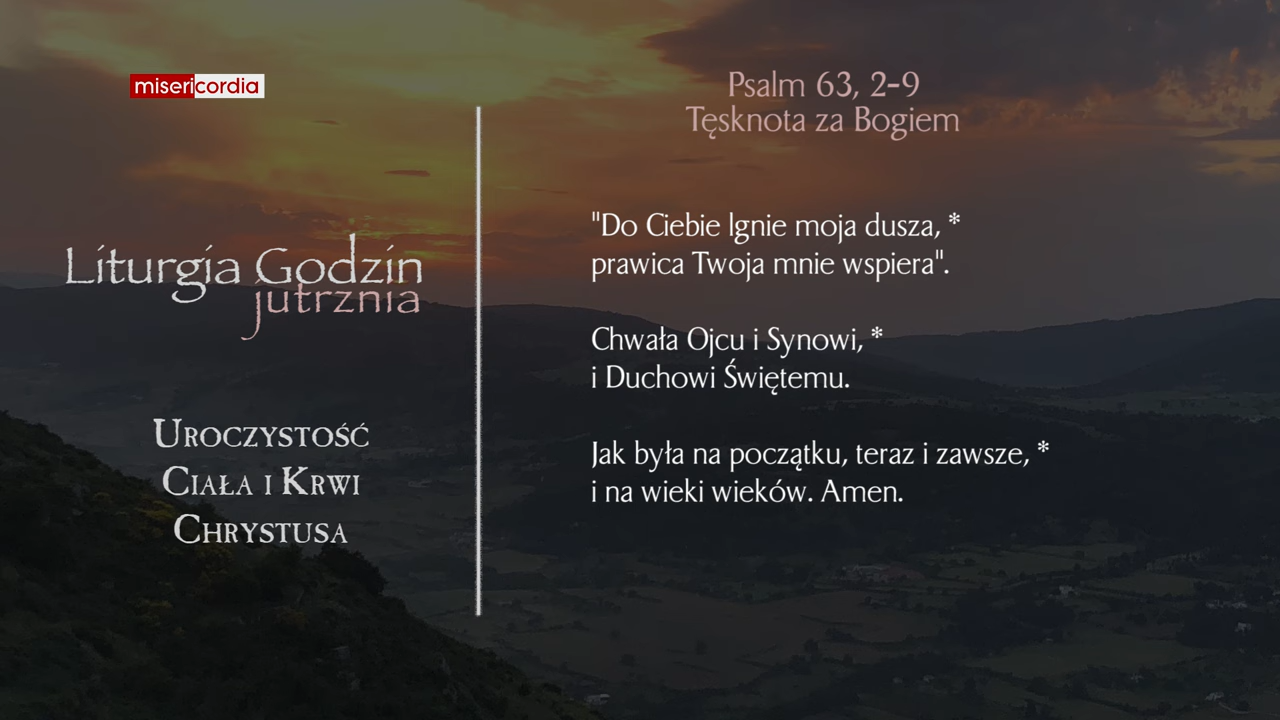 misericordia
Liturgia Godzin
jutrznia
Uroczystość
Ciała i Krwi
Chrystusa
Psalm 63, 2-9
Tęsknota za Bogiem
"Do Ciebie lgnie moja dusza, *
prawica Twoja mnie wspiera".
Chwała Ojcu i Synowi, *
i Duchowi Świętemu.
Jak była na początku, teraz i zawsze, *
i na wieki wieków. Amen.